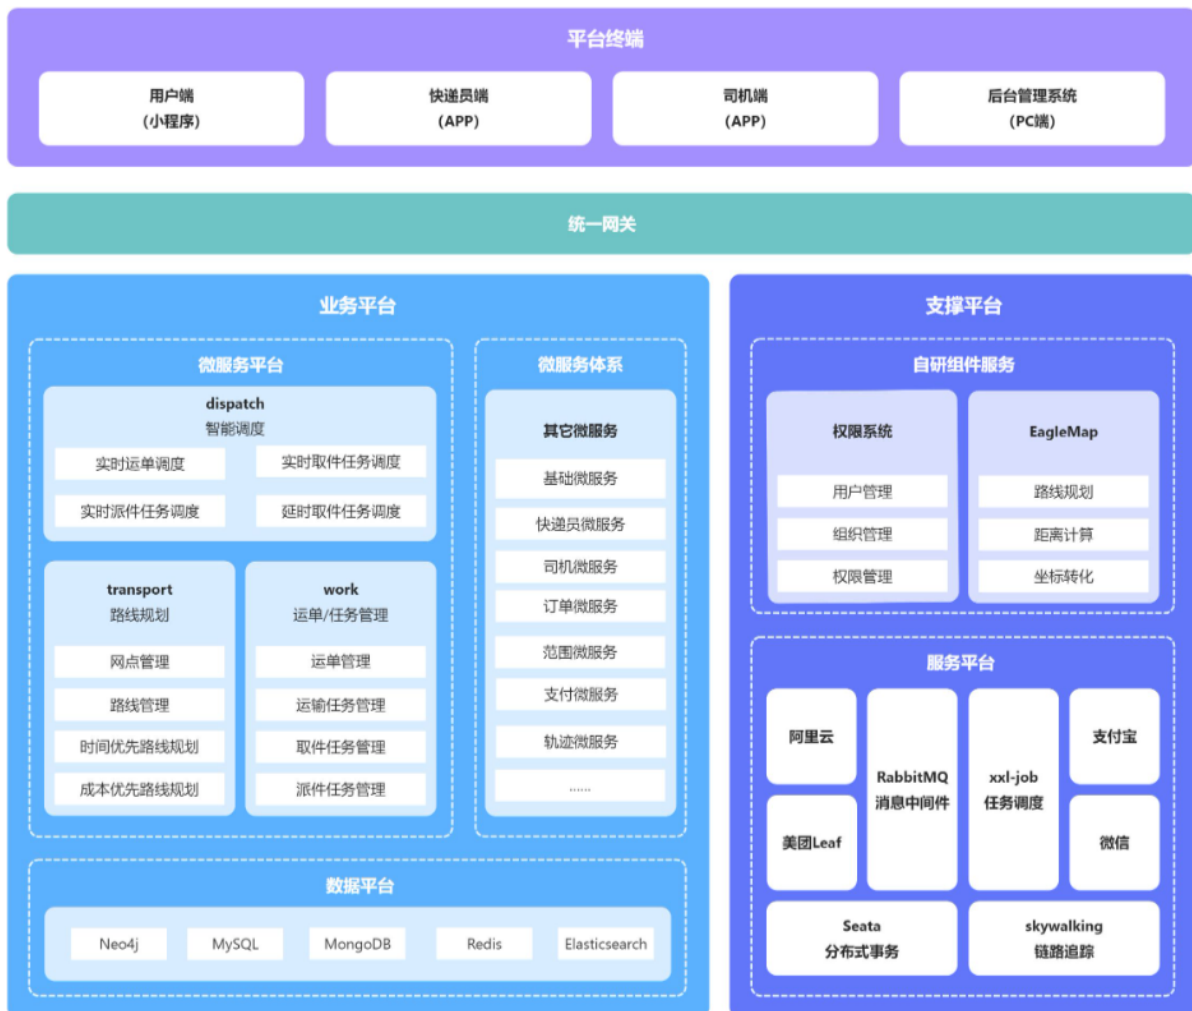 平台终端
用户端
(小程序)
快递员端
(APP)
司机端
(APP)
后台管理系统
(PC端)
统一网关
业务平台
微服务平台
dispatch
智能调度
实时运单调度
实时取件任务调度
实时派件任务调度
延时取件任务调度
transport
路线规划
网点管理
路线管理
时间优先路线规划
成本优先路线规划
work
运单/任务管理
运单管理
运输任务管理
取件任务管理
派件任务管理
微服务体系
其它微服务
基础微服务
快递员微服务
司机微服务
订单微服务
范围微服务
支付微服务
轨迹微服务
......
数据平台
Neo4j
MySQL
MongoDB
Redis
Elasticsearch
支撑平台
自研组件服务
权限系统
用户管理
组织管理
权限管理
EagleMap
路线规划
距离计算
坐标转化
服务平台
阿里云
美团Leaf
RabbitMQ
消息中间件
xxl-job
任务调度
支付宝
微信
Seata
分布式事务
skywalking
链路追踪